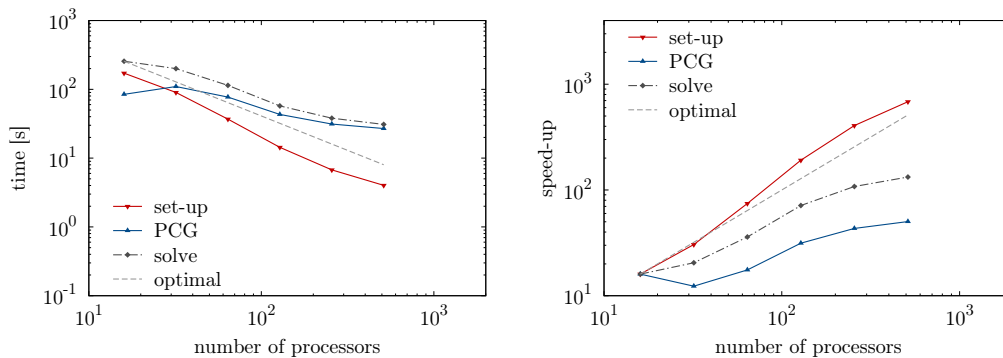 10^3
10^2
10^1
10^0
10^-1
time [s]
set-up
PCG
solve
optimal
10^1
10^2
10^3
number of processors
10^3
10^2
10^1
speed-up
set-up
PCG
solve
optimal
10^1
10^2
10^3
number of processors